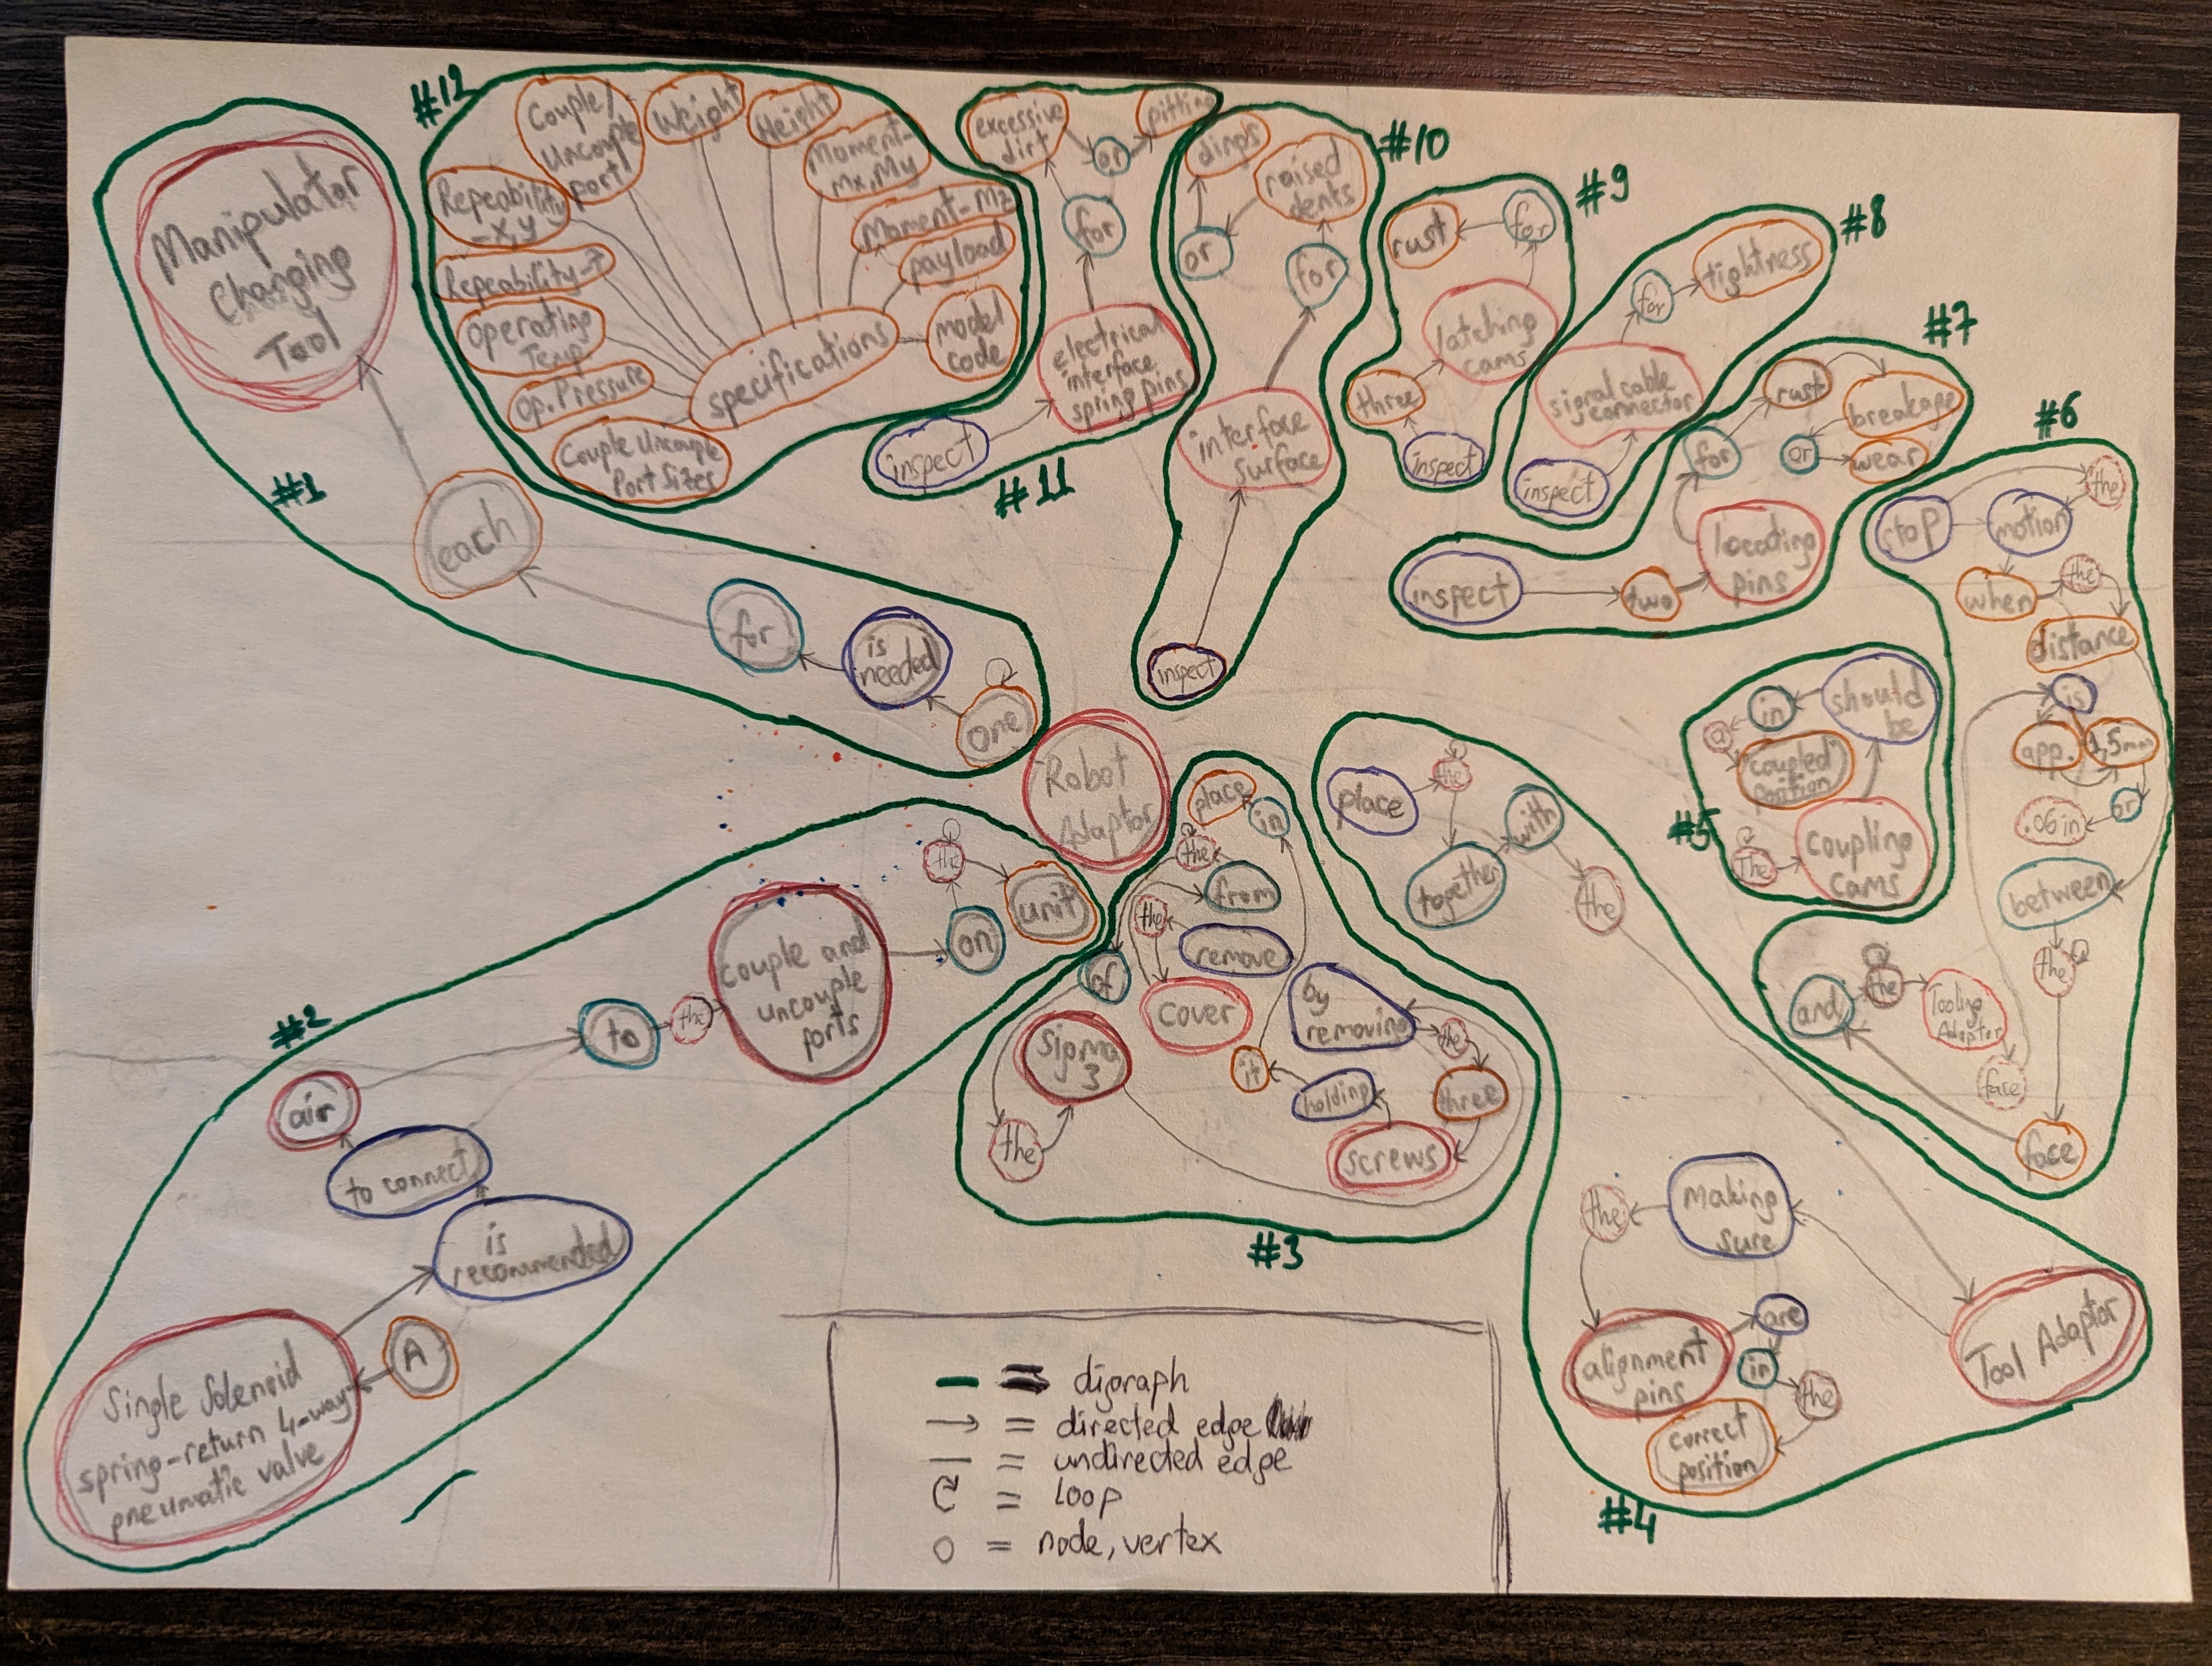 #12
Couple/
Uncouple
port!
Weight
Height
Moment-
Mx, My
Moment-Mz
payload
model
code
specifications
Repeability
-x,y
Repeability-z
Operating
Temp.
Op. Pressure
Couple Uncouple
Port Sizes
#1
Manipulator
Changing
Tool
each
for
is
needed
one
Robot
Adaptor
#11
excessive
dirt
or
pitting
for
electrical
interface
spring pins
inspect
#10
dings
raised
dents
or
for
interface
surface
inspect
#9
rust
for
latching
cams
three
inspect
#8
for
tightness
signal cable
connector
inspect
#7
rust
breakage
or
wear
for
locating
pins
two
inspect
#6
stop
motion
the
when
the
distance
is
app.
1,5mm
or
.06in
between
the
face
and
the
Tooling
Adaptor
face
#5
should
be
in
a
coupled
position
The
coupling
cams
#2
the
unit
on
couple and
uncouple
ports
the
to
air
to connect
is
recommended
A
Single Solenoid
spring-return 4-way
pneumatic valve
#3
place
in
the
from
the
remove
of
cover
by
removing
the
Sigma
3
it
holding
three
the
screws
#4
place
the
together
with
the
Making
sure
the
alignment
pins
are
in
the
correct
position
Tool Adaptor
= digraph
= directed edge
= undirected edge
= loop
= node, vertex